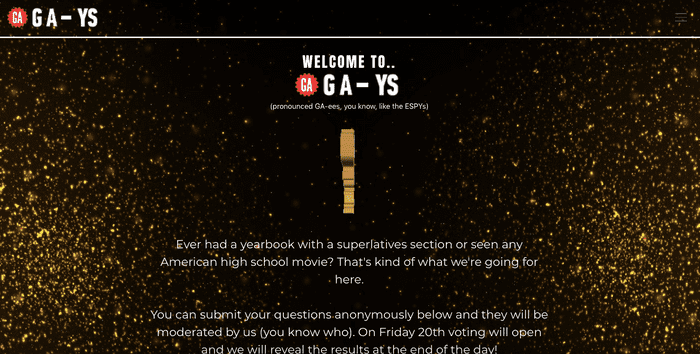 GA GA-YS
WELCOME TO..
GA GA-YS
(pronounced GA-ees, you know, like the ESPYs)
Ever had a yearbook with a superlatives section or seen any
American high school movie? That's kind of what we're going for
here.
You can submit your questions anonymously below and they will be
moderated by us (you know who). On Friday 20th voting will open
and we will reveal the results at the end of the day!